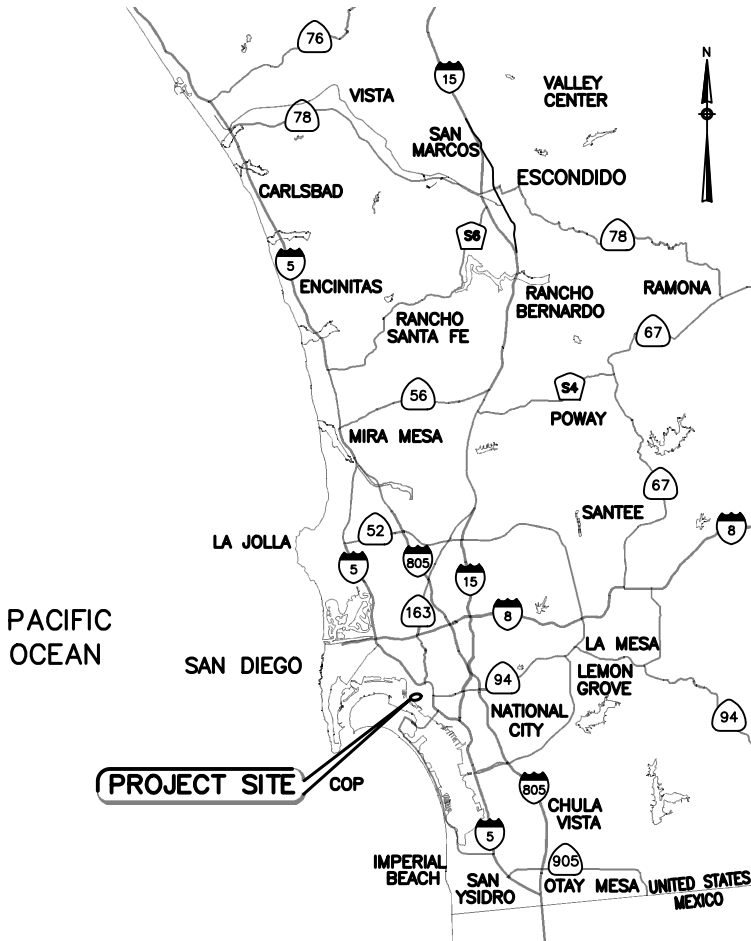 76
15
N
VALLEY
CENTER
VISTA
78
SAN
MARCOS
ESCONDIDO
CARLSBAD
S6
78
5
ENCINITAS
RANCHO
BERNARDO
RAMONA
RANCHO
SANTA FE
67
56
S4
POWAY
MIRA MESA
67
SANTEE
52
8
LA JOLLA
805
5
15
163
8
PACIFIC
OCEAN
LA MESA
SAN DIEGO
LEMON
GROVE
94
NATIONAL
CITY
94
PROJECT SITE
COP
805
CHULA
VISTA
5
905
IMPERIAL
BEACH
SAN
YSIDRO
OTAY MESA
UNITED STATES
MEXICO